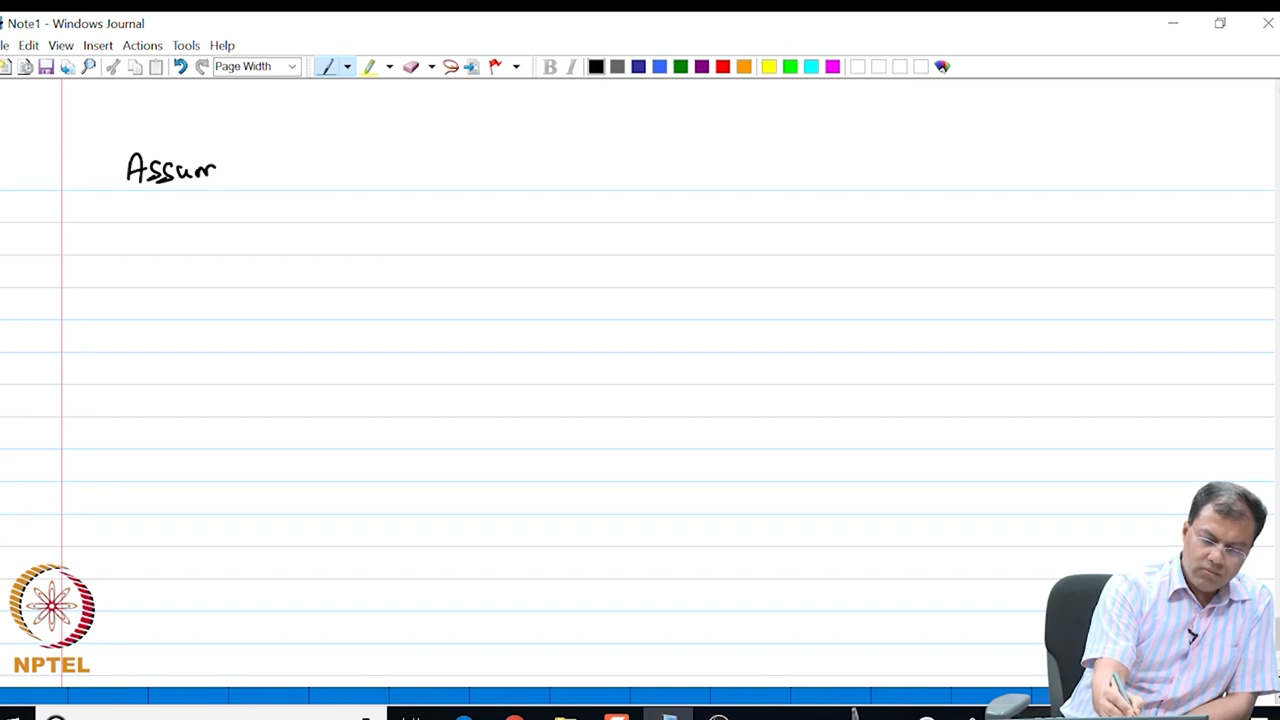 Note1 - Windows Journal
le Edit View Insert Actions Tools Help
Page Width B I
Assum
NPTEL